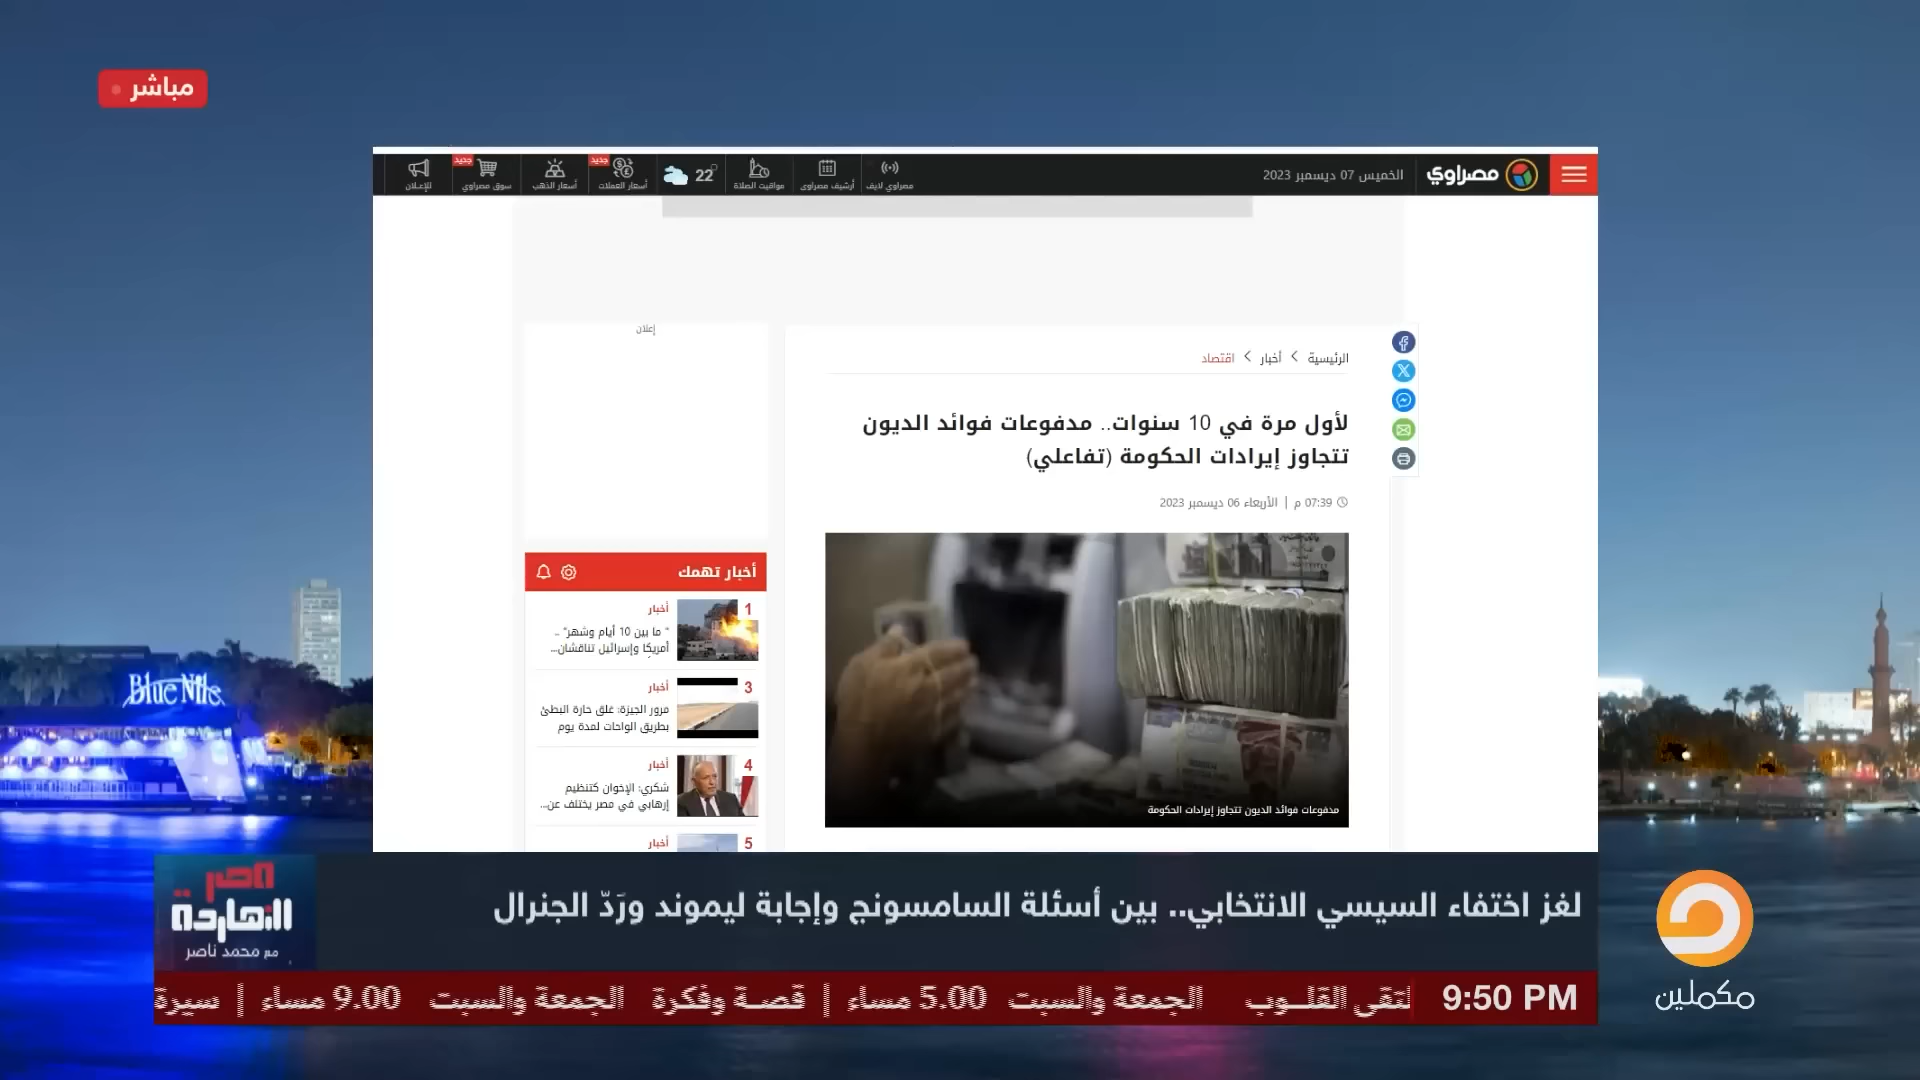 مباشر
مصراوي
الخميس 07 ديسمبر 2023
مصراوي لايف
أرشيف مصراوى
مواقيت الصلاة
22°
أسعار العملات
جديد
أسعار الذهب
سوق مصراوي
جديد
للإعلان
إعلان
الرئيسية > أخبار > اقتصاد
لأول مرة في 10 سنوات.. مدفوعات فوائد الديون
تتجاوز إيرادات الحكومة (تفاعلي)
07:39 م | الأربعاء 06 ديسمبر 2023
مدفوعات فوائد الديون تتجاوز إيرادات الحكومة
أخبار تهمك
1
أخبار
" ما بين 10 أيام وشهر" ..
أمريكا وإسرائيل تناقشان...
3
أخبار
مرور الجيزة: غلق حارة البطئ
بطريق الواحات لمدة يوم
4
أخبار
شكري: الإخوان كتنظيم
إرهابي في مصر يختلف عن...
5
أخبار
Blue Nile
لغز اختفاء السيسي الانتخابي.. بين أسئلة السامسونج وإجابة ليموند ورَدّ الجنرال
مصر
النهاردة
مع محمد ناصر
9:50 PM
لتقى القلـــوب الجمعة والسبت 5.00 مساء | قصـة وفكرة الجمعة والسبت 9.00 مساء | سيرة
مكملين